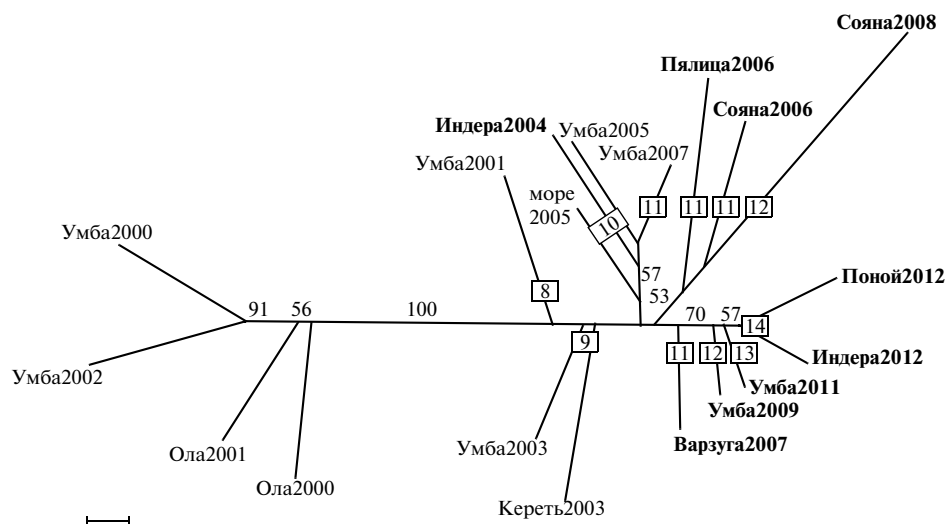 Сояна2008
Пялица2006
Сояна2006
Индера2004
Умба2005
Умба2007
Умба2001
море
2005
11
11
11
12
10
Умба2000
57
Поной2012
8
53
91
56
100
70
57
14
9
11
12
13
Индера2012
Умба2002
Умба2011
Умба2009
Варзуга2007
Умба2003
Ола2001
Ола2000
Кереть2003